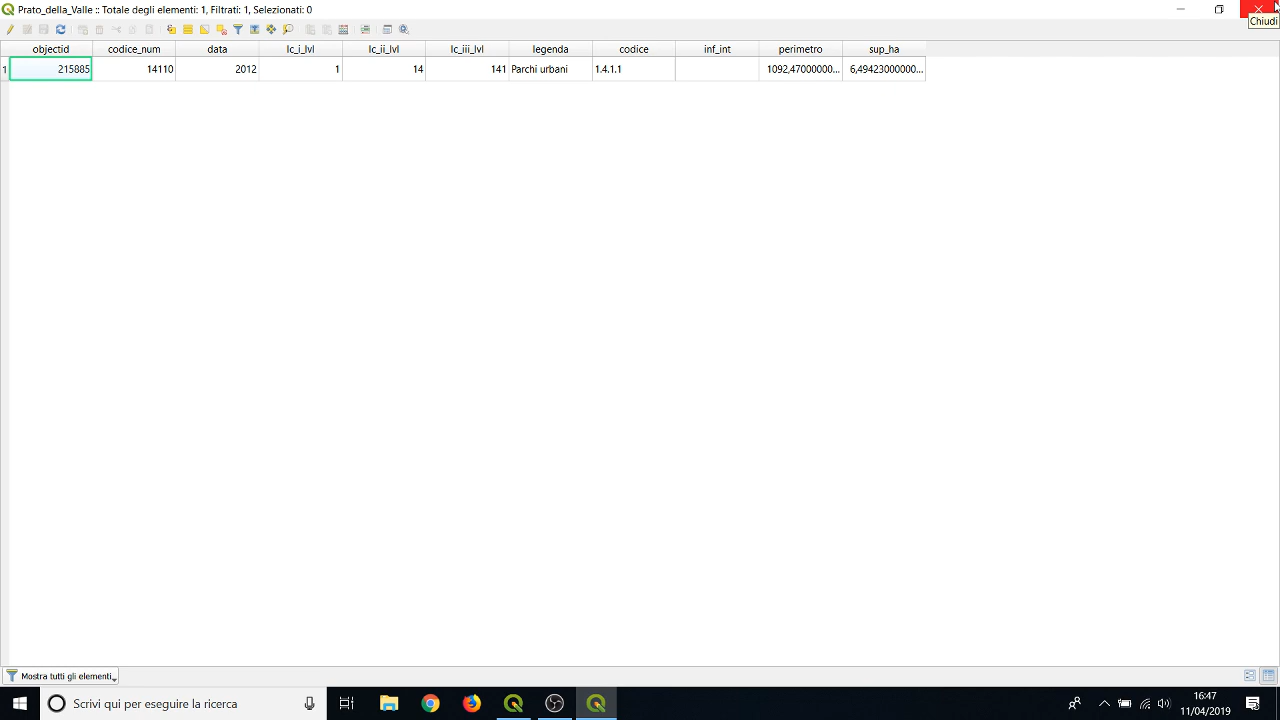 Prato_della_Valle :: Totale degli elementi: 1, Filtrati: 1, Selezionati: 0
Chiudi
objectid codice_num data lc_i_lvl lc_ii_lvl lc_iii_lvl legenda codice inf_int perimetro sup_ha
1 215885 14110 2012 1 14 141 Parchi urbani 1.4.1.1 1092,47000000... 6,49423000000...
Mostra tutti gli elementi
Scrivi qui per eseguire la ricerca
16:47
11/04/2019